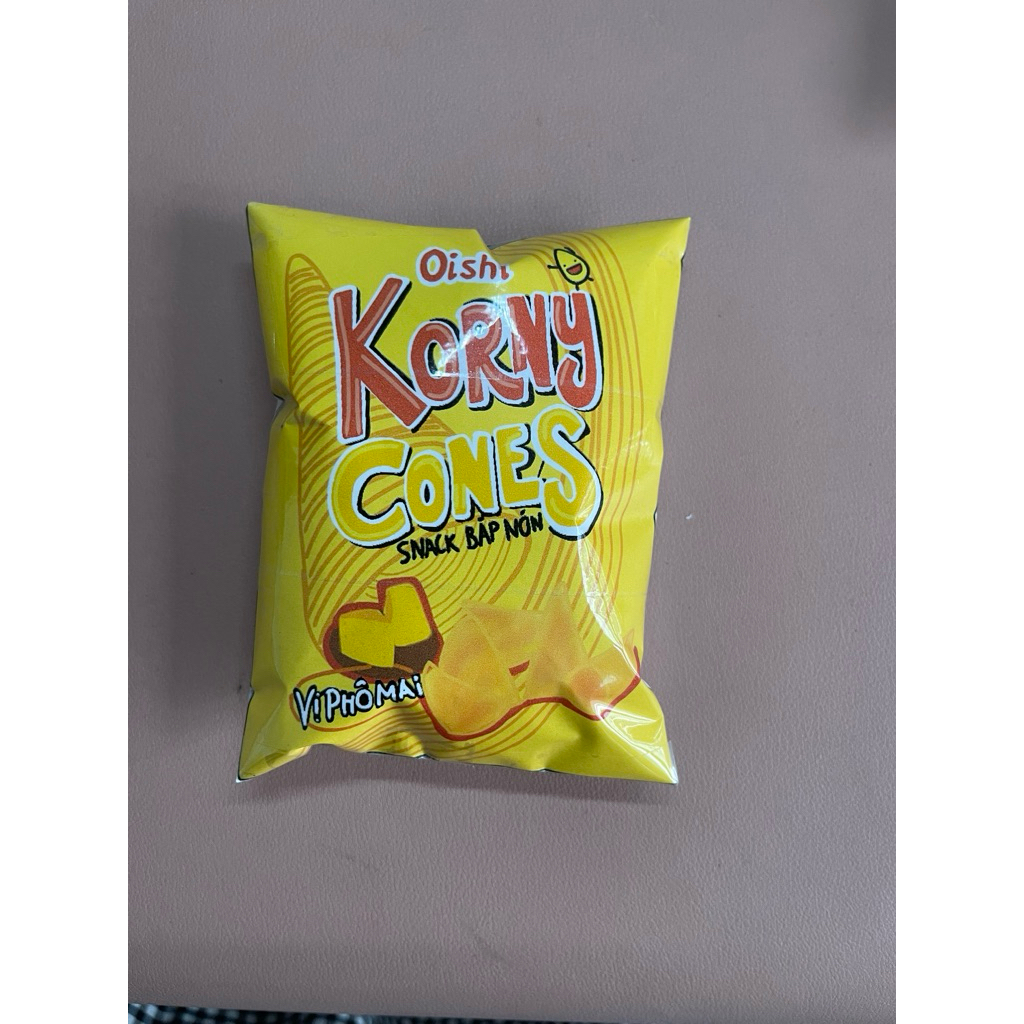 Oishi
KORNY
CONES
SNACK BẮP NÓN
VỊ PHÔ MAI